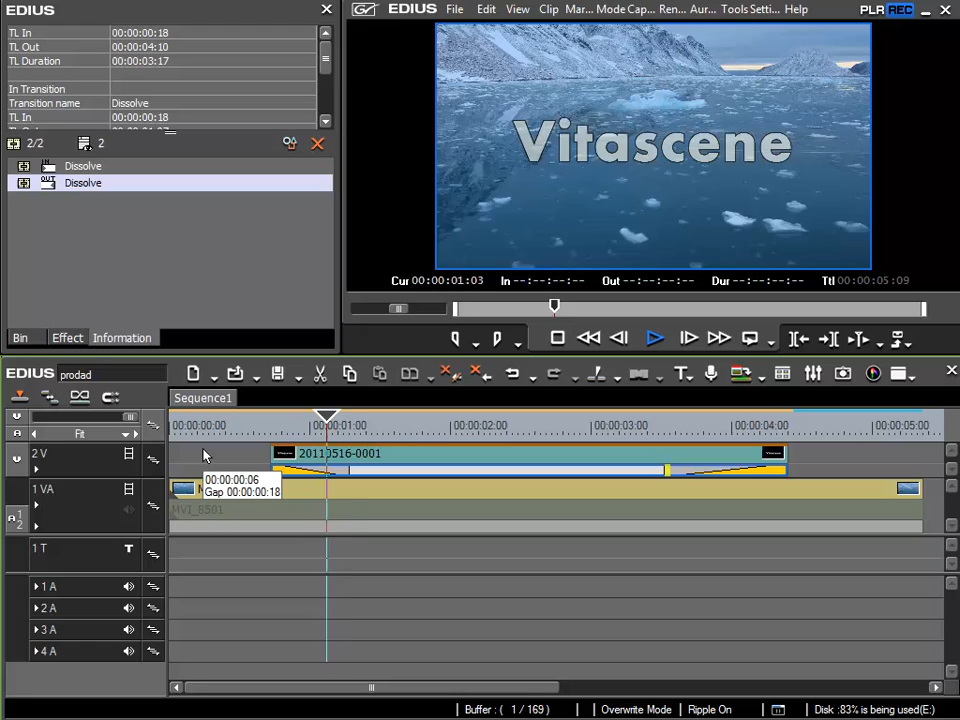 EDIUS
TL In 00:00:00:18
TL Out 00:00:04:10
TL Duration 00:00:03:17
In Transition
Transition name Dissolve
TL In 00:00:00:18
2/2 2
IN Dissolve
OUT Dissolve
Bin Effect Information
EDIUS File Edit View Clip Mar... Mode Cap... Ren... Aur... Tools Setti... Help PLR REC
Vitascene
Cur 00:00:01:03 In --:--:--:-- Out --:--:--:-- Dur --:--:--:-- Ttl 00:00:05:09
EDIUS prodad
Sequence1
Fit
00:00:00:00 00:00:01:00 00:00:02:00 00:00:03:00 00:00:04:00 00:00:05:00
2 V
20110516-0001
00:00:00:06
Gap 00:00:00:18
1 VA
MVI_8501
A 1 2
1 T T
1 A
2 A
3 A
4 A
Buffer : ( 1 / 169 ) Overwrite Mode Ripple On Disk :83% is being used(E:)